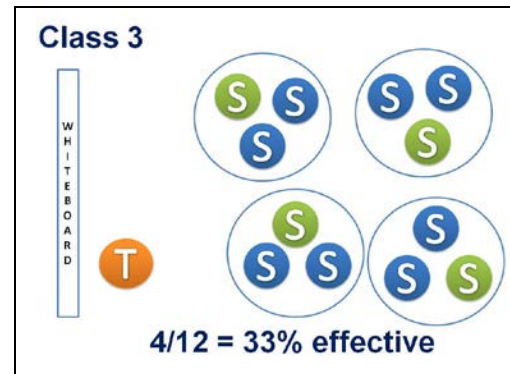 Class 3
WHITEBOARD
S S
S
S S
S
T
S
S S
S
S S
4/12 = 33% effective